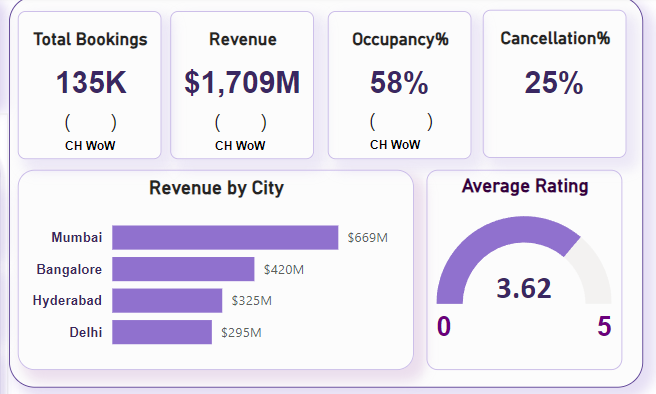 Total Bookings
135K
( )
CH WoW
Revenue
$1,709M
( )
CH WoW
Occupancy%
58%
( )
CH WoW
Cancellation%
25%
Revenue by City
Mumbai $669M
Bangalore $420M
Hyderabad $325M
Delhi $295M
Average Rating
3.62
0 5